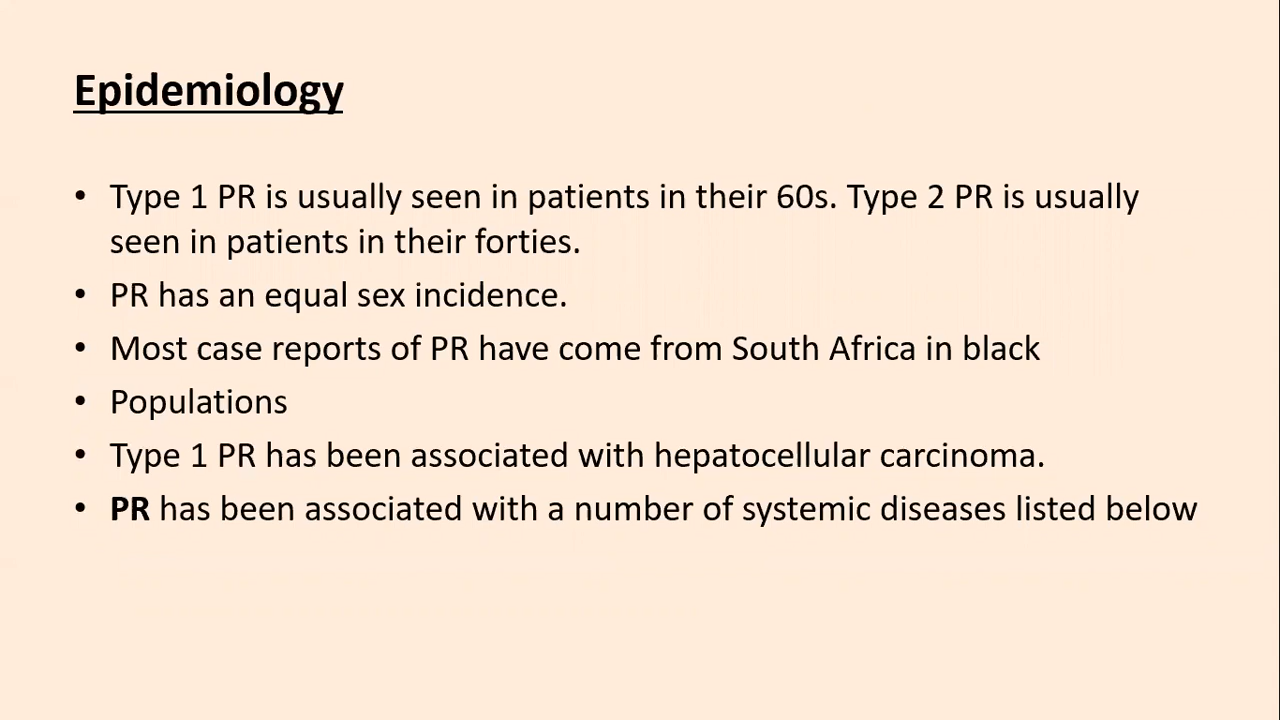 Epidemiology
• Type 1 PR is usually seen in patients in their 60s. Type 2 PR is usually
seen in patients in their forties.
• PR has an equal sex incidence.
• Most case reports of PR have come from South Africa in black
• Populations
• Type 1 PR has been associated with hepatocellular carcinoma.
• PR has been associated with a number of systemic diseases listed below